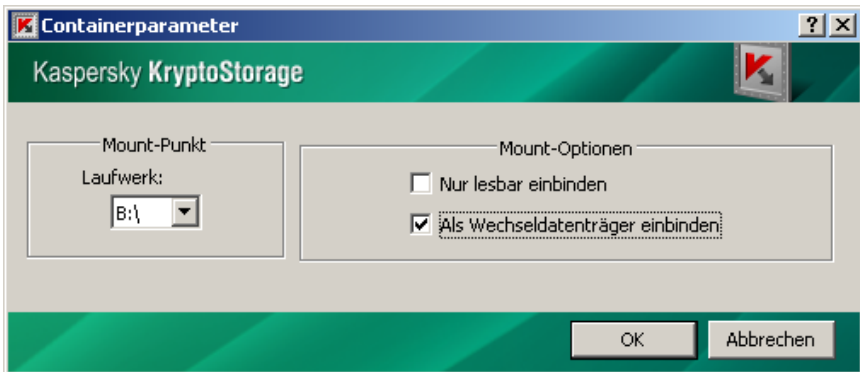 Containerparameter
Kaspersky KryptoStorage
Mount-Punkt
Laufwerk:
B:\
Mount-Optionen
Nur lesbar einbinden
Als Wechseldatenträger einbinden
OK
Abbrechen